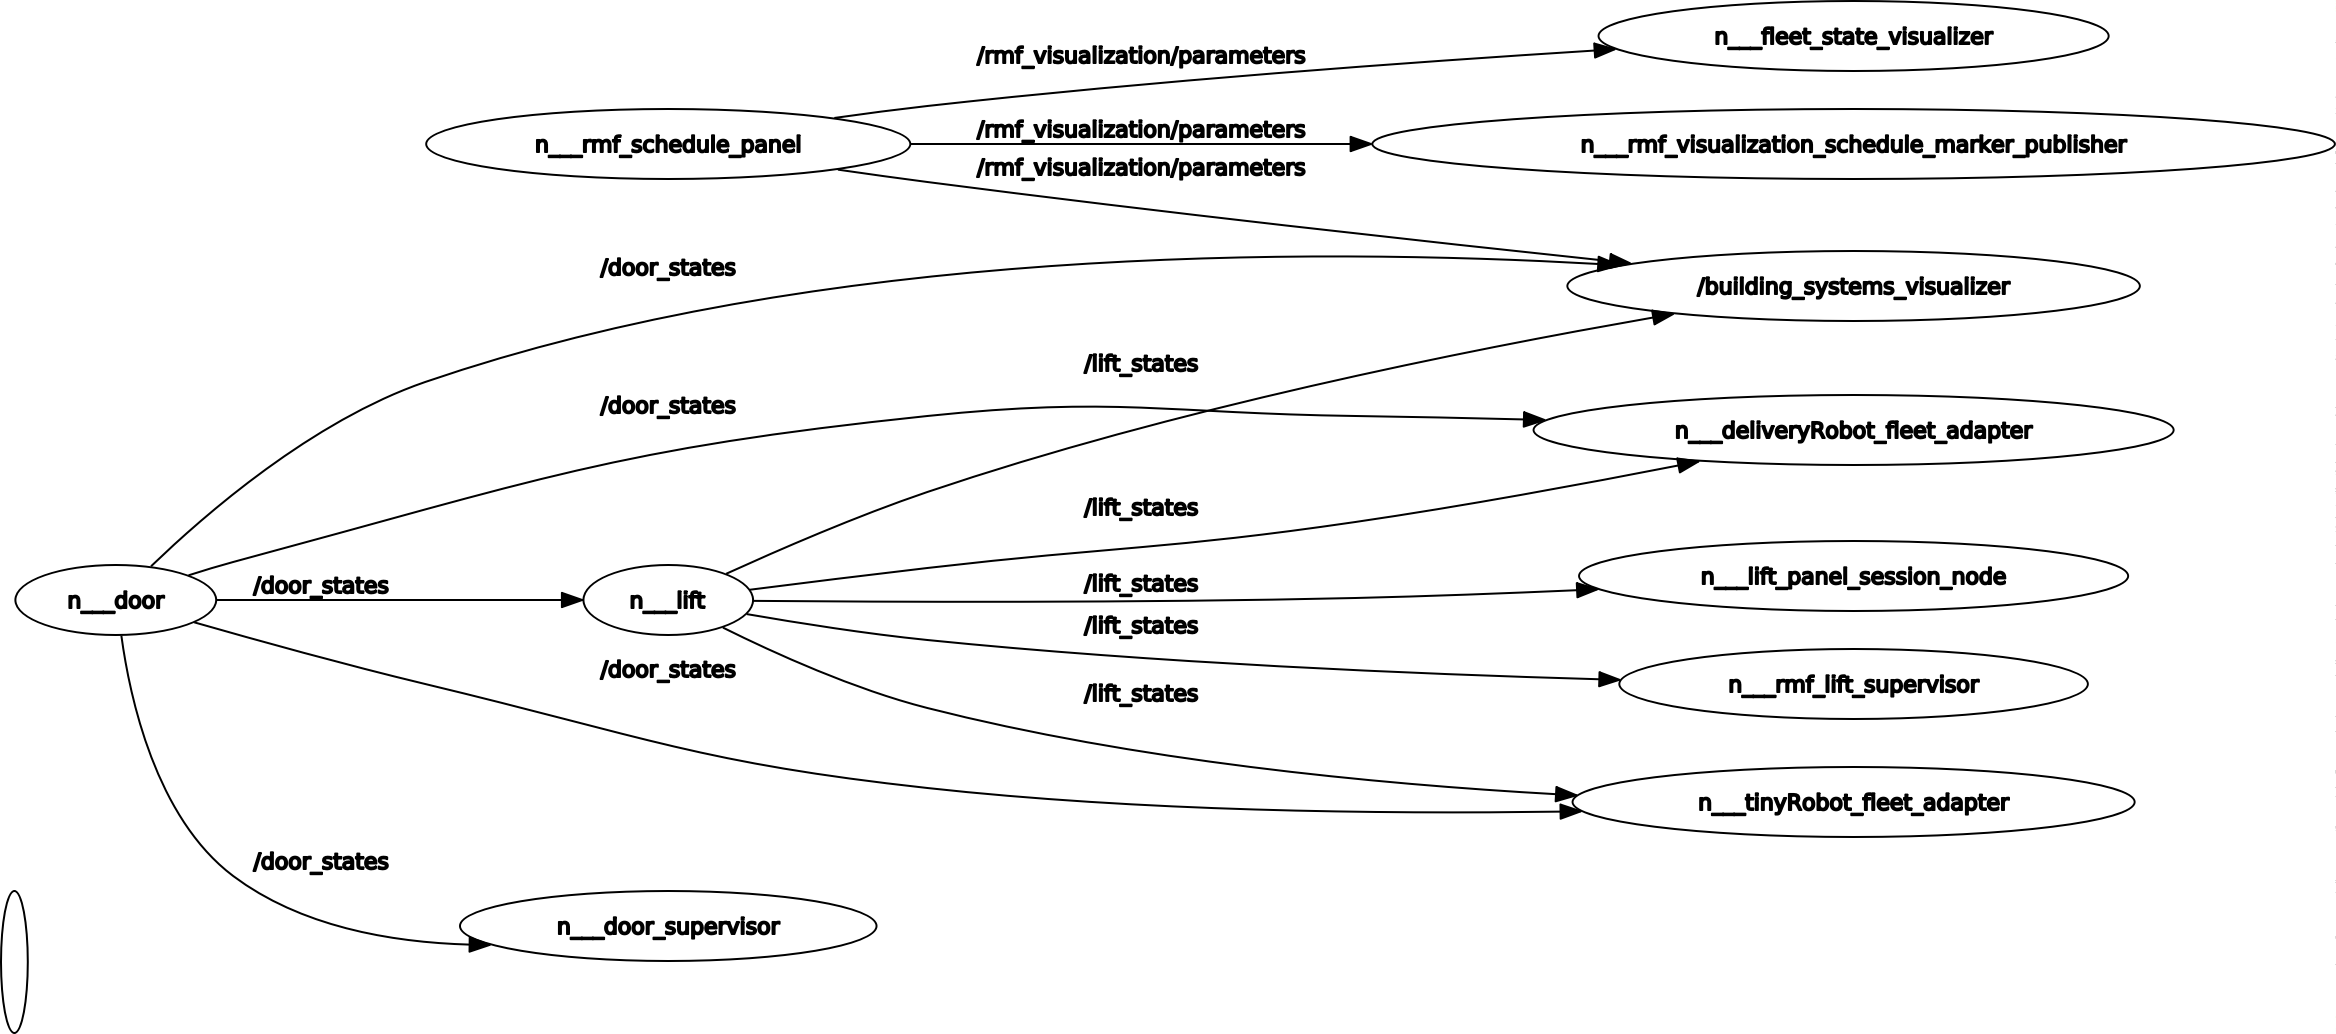 n___fleet_state_visualizer
/rmf_visualization/parameters
/rmf_visualization/parameters
n___rmf_schedule_panel
n___rmf_visualization_schedule_marker_publisher
/rmf_visualization/parameters
/door_states
/building_systems_visualizer
/lift_states
/door_states
n___deliveryRobot_fleet_adapter
/lift_states
n___lift_panel_session_node
/door_states
/lift_states
n___door
n___lift
/lift_states
/door_states
n___rmf_lift_supervisor
/lift_states
n___tinyRobot_fleet_adapter
/door_states
n___door_supervisor